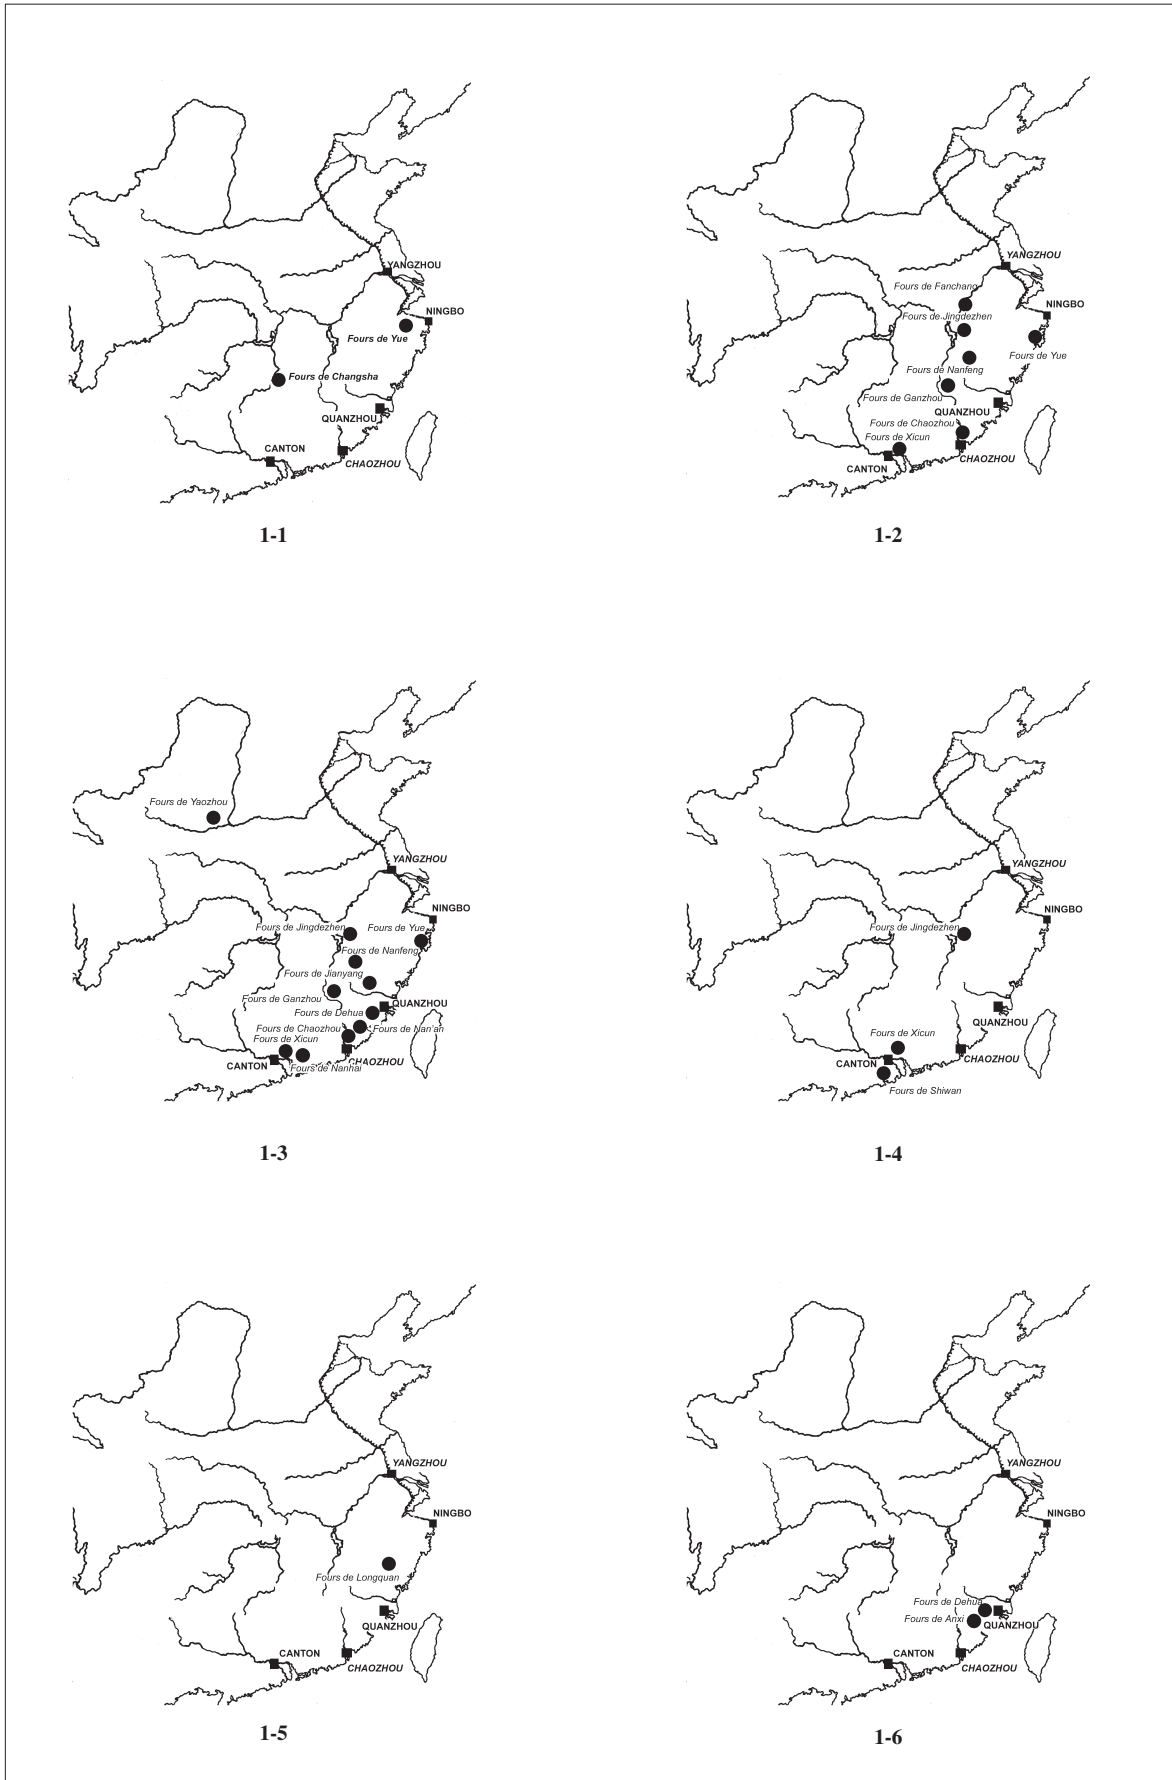 YANGZHOU
NINGBO
Fours de Yue
Fours de Changsha
QUANZHOU
CANTON
CHAOZHOU
1-1
YANGZHOU
Fours de Fanchang
NINGBO
Fours de Jingdezhen
Fours de Yue
Fours de Nanfeng
Fours de Ganzhou
QUANZHOU
Fours de Chaozhou
Fours de Xicun
CHAOZHOU
CANTON
1-2
Fours de Yaozhou
YANGZHOU
NINGBO
Fours de Jingdezhen
Fours de Yue
Fours de Nanfeng
Fours de Jianyang
Fours de Ganzhou
QUANZHOU
Fours de Dehua
Fours de Chaozhou
Fours de Nan'an
Fours de Xicun
CANTON
CHAOZHOU
Fours de Nanhai
1-3
YANGZHOU
NINGBO
Fours de Jingdezhen
QUANZHOU
Fours de Xicun
CHAOZHOU
CANTON
Fours de Shiwan
1-4
YANGZHOU
NINGBO
Fours de Longquan
QUANZHOU
CANTON
CHAOZHOU
1-5
YANGZHOU
NINGBO
Fours de Dehua
Fours de Anxi
QUANZHOU
CANTON
CHAOZHOU
1-6